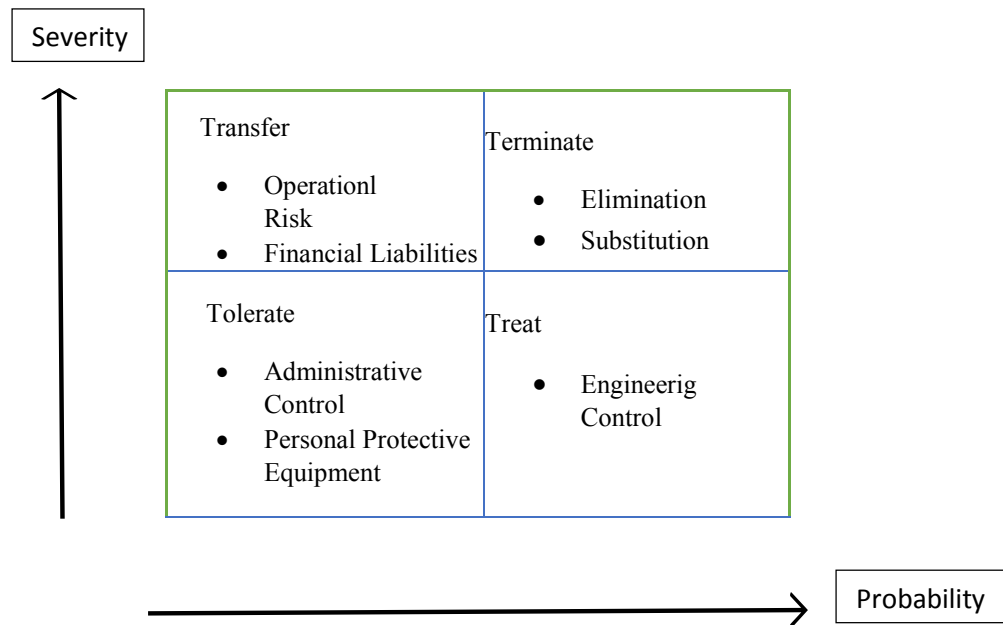 Severity
Transfer
• Operationl
Risk
• Financial Liabilities
Terminate
• Elimination
• Substitution
Tolerate
• Administrative
Control
• Personal Protective
Equipment
Treat
• Engineerig
Control
Probability